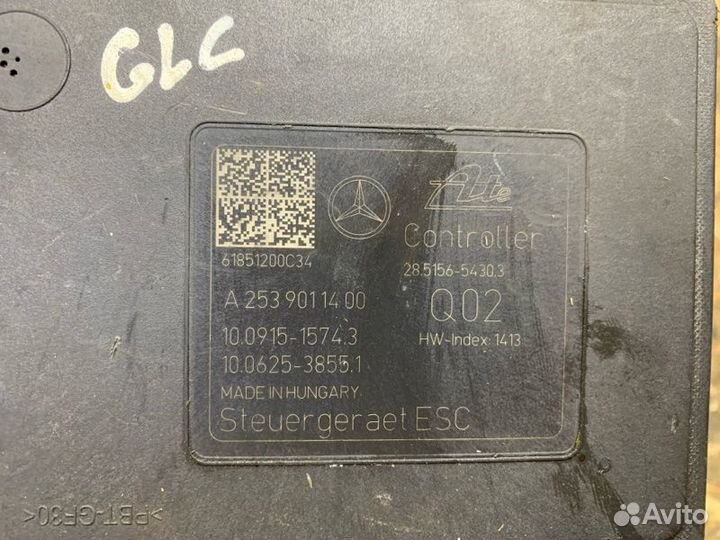 GLC
Ate
61851200C34
Controller
28.5156-5430.3
A 253 901 14 00
Q02
10.0915-1574.3
HW-Index: 1413
10.0625-3855.1
MADE IN HUNGARY
Steuergeraet ESC
>PBT-GF30<
Avito